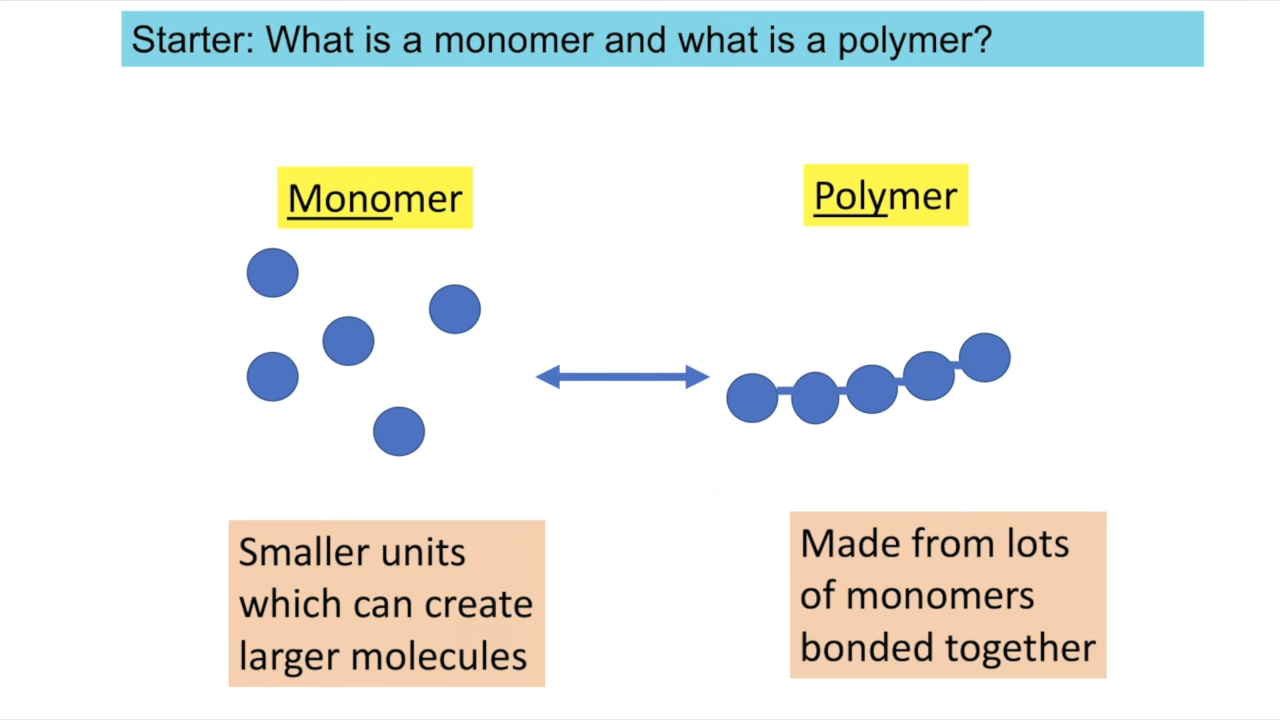 Starter: What is a monomer and what is a polymer?
Monomer
Polymer
Smaller units
which can create
larger molecules
Made from lots
of monomers
bonded together